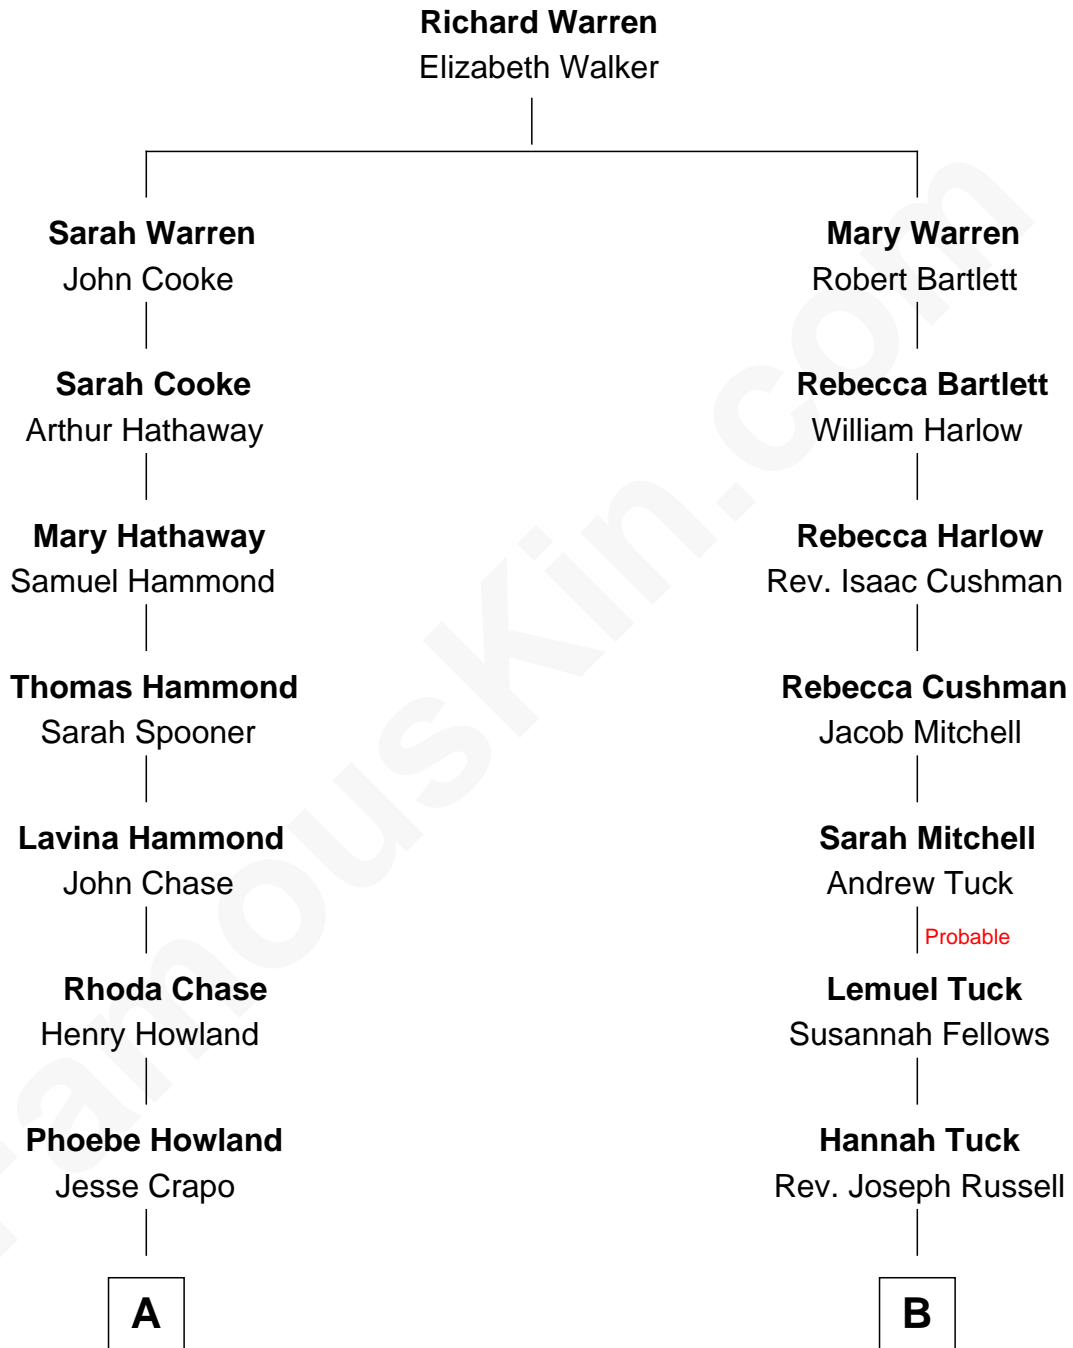 Richard Warren
Elizabeth Walker
Sarah Warren
John Cooke
Mary Warren
Robert Bartlett
Sarah Cooke
Arthur Hathaway
Rebecca Bartlett
William Harlow
Mary Hathaway
Samuel Hammond
Rebecca Harlow
Rev. Isaac Cushman
Thomas Hammond
Sarah Spooner
Rebecca Cushman
Jacob Mitchell
Lavina Hammond
John Chase
Sarah Mitchell
Andrew Tuck
Probable
Rhoda Chase
Henry Howland
Lemuel Tuck
Susannah Fellows
Phoebe Howland
Jesse Crapo
Hannah Tuck
Rev. Joseph Russell
A
B
FamousKin.com